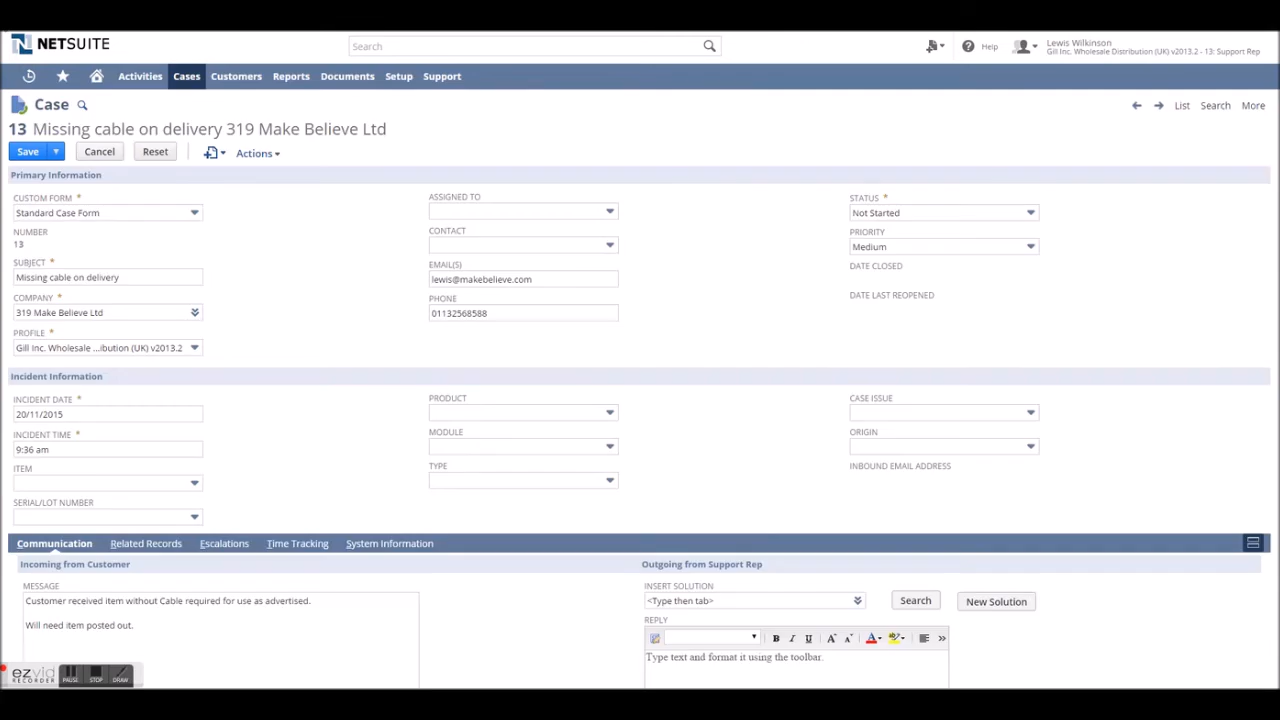 NETSUITE
Search
Help
Lewis Wilkinson
Gill Inc. Wholesale Distribution (UK) v2013.2 - 13: Support Rep
Activities Cases Customers Reports Documents Setup Support
Case
List Search More
13 Missing cable on delivery 319 Make Believe Ltd
Save Cancel Reset Actions
Primary Information
CUSTOM FORM *
Standard Case Form
NUMBER
13
SUBJECT *
Missing cable on delivery
COMPANY *
319 Make Believe Ltd
PROFILE *
Gill Inc. Wholesale ...ibution (UK) v2013.2
ASSIGNED TO
CONTACT
EMAIL(S)
lewis@makebelieve.com
PHONE
01132568588
STATUS *
Not Started
PRIORITY
Medium
DATE CLOSED
DATE LAST REOPENED
Incident Information
INCIDENT DATE *
20/11/2015
INCIDENT TIME *
9:36 am
ITEM
SERIAL/LOT NUMBER
PRODUCT
MODULE
TYPE
CASE ISSUE
ORIGIN
INBOUND EMAIL ADDRESS
Communication Related Records Escalations Time Tracking System Information
Incoming from Customer
MESSAGE
Customer received item without Cable required for use as advertised.
Will need item posted out.
Outgoing from Support Rep
INSERT SOLUTION
<Type then tab>
Search New Solution
REPLY
B I U A A A ab
Type text and format it using the toolbar.
ezvid
RECORDER
PAUSE STOP DRAW